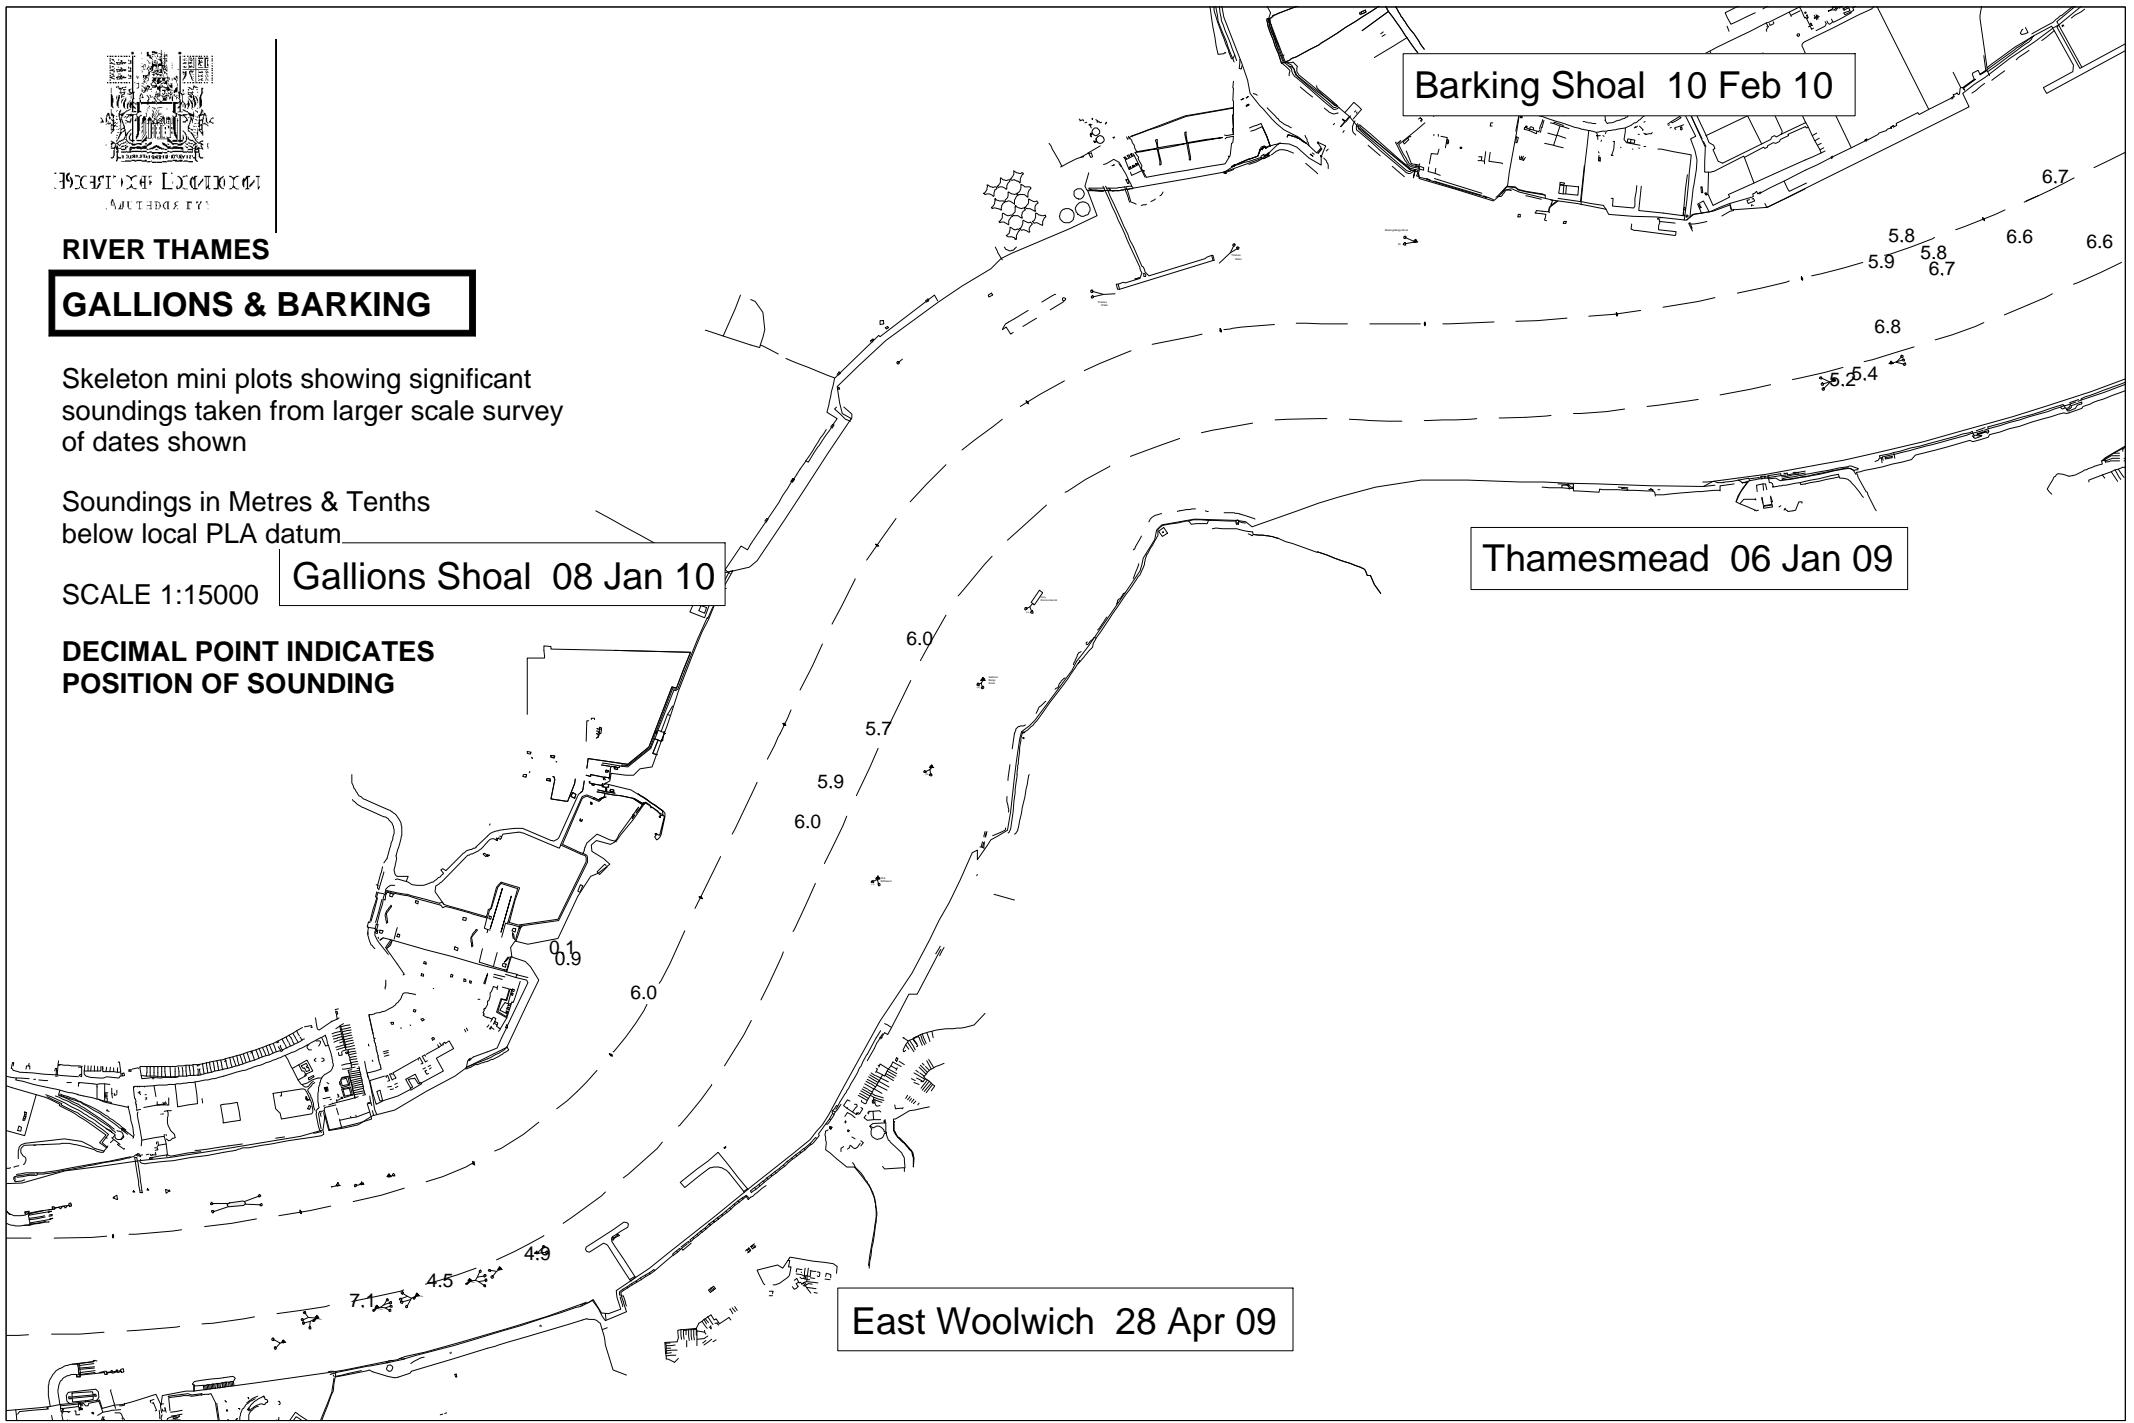 RIVER THAMES
GALLIONS & BARKING
Skeleton mini plots showing significant
soundings taken from larger scale survey
of dates shown
Soundings in Metres & Tenths
below local PLA datum
SCALE 1:15000
DECIMAL POINT INDICATES
POSITION OF SOUNDING
Gallions Shoal 08 Jan 10
Barking Shoal 10 Feb 10
6.7
5.8
6.6
6.6
5.8
5.9
6.7
6.8
5.4
5.2
Thamesmead 06 Jan 09
6.0
5.7
5.9
6.0
0.1
0.9
6.0
4.9
4.5
7.1
East Woolwich 28 Apr 09